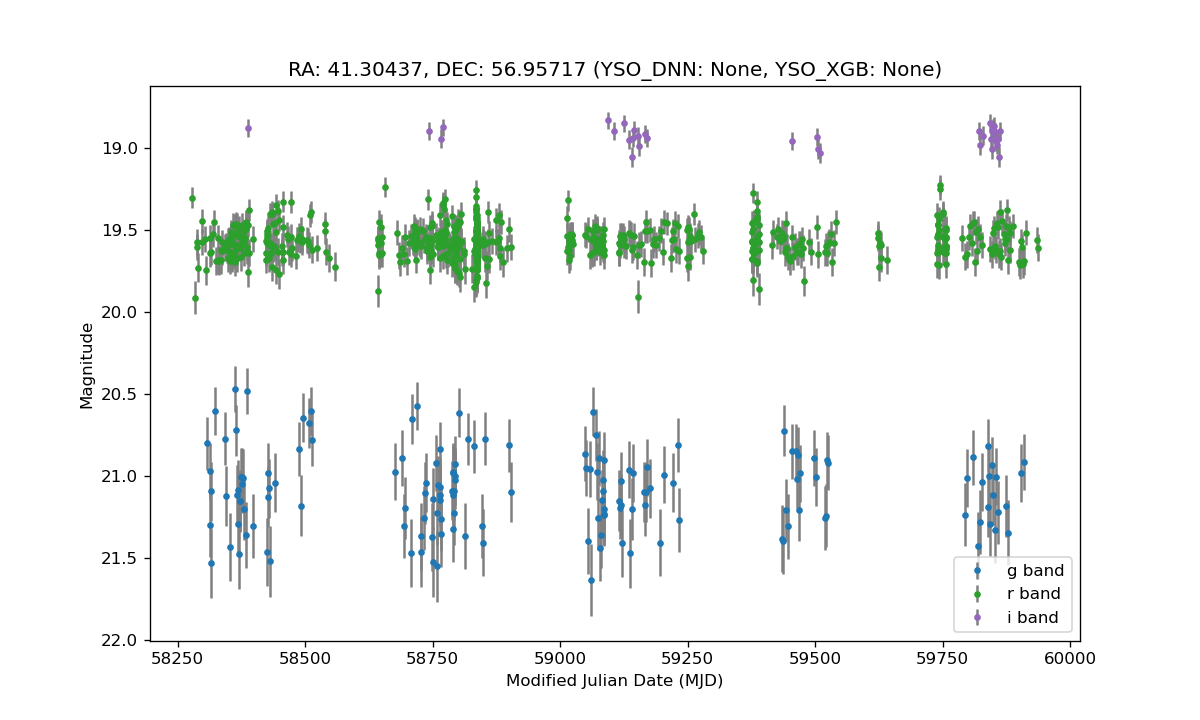 RA: 41.30437, DEC: 56.95717 (YSO_DNN: None, YSO_XGB: None)
Magnitude
19.0
19.5
20.0
20.5
21.0
21.5
22.0
58250 58500 58750 59000 59250 59500 59750 60000
Modified Julian Date (MJD)
g band
r band
i band